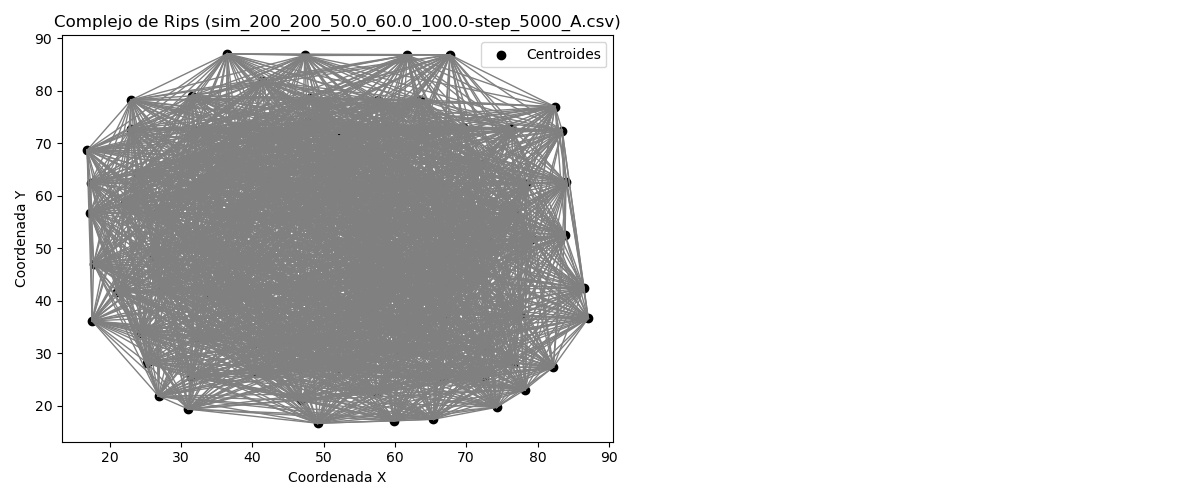 Complejo de Rips (sim_200_200_50.0_60.0_100.0-step_5000_A.csv)
90
80
70
60
50
40
30
20
Coordenada Y
Centroides
20 30 40 50 60 70 80 90
Coordenada X